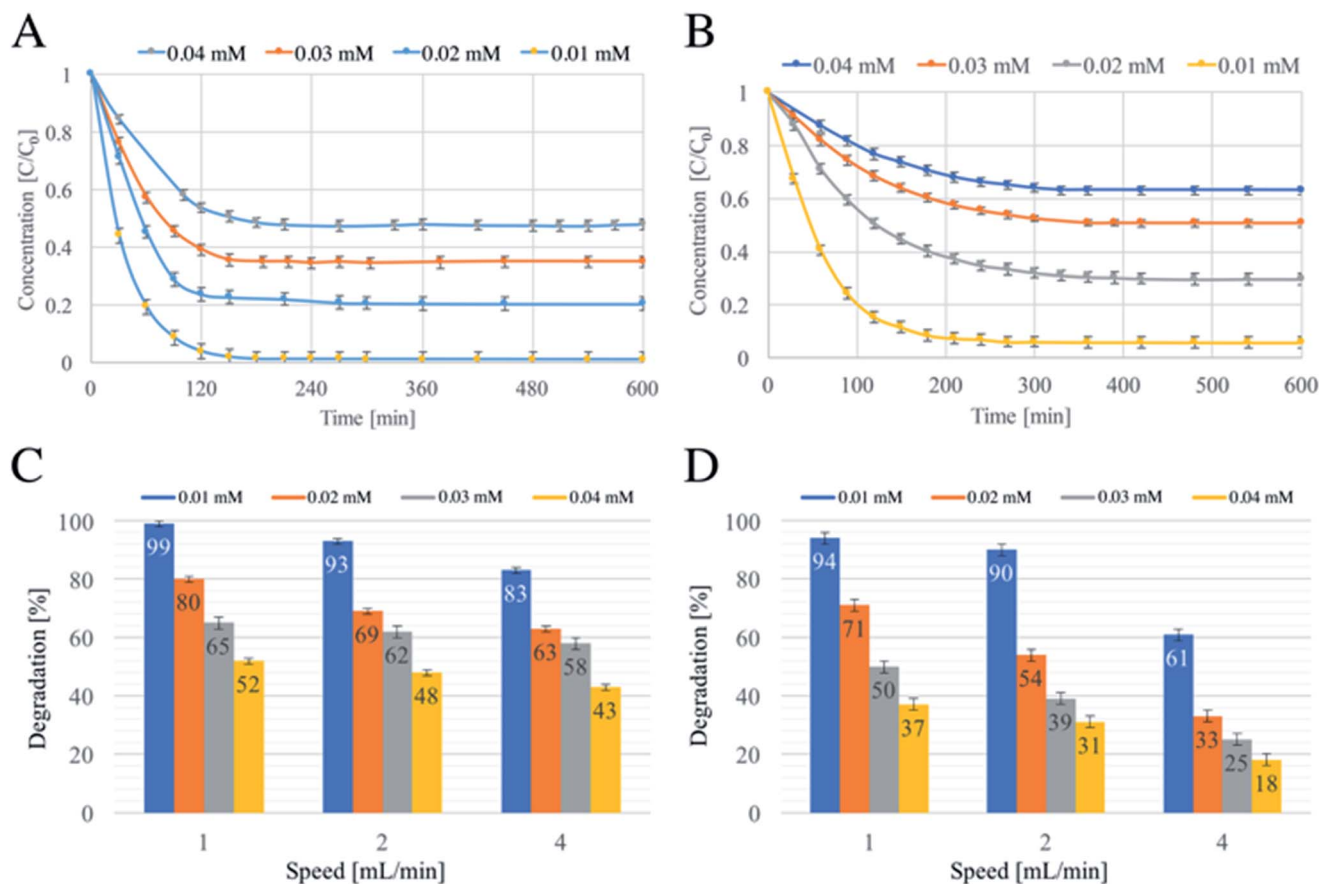 A
0.04 mM 0.03 mM 0.02 mM 0.01 mM
Concentration [C/C₀]
1
0.8
0.6
0.4
0.2
0
0 120 240 360 480 600
Time [min]
B
0.04 mM 0.03 mM 0.02 mM 0.01 mM
Concentration [C/C₀]
1
0.8
0.6
0.4
0.2
0
0 100 200 300 400 500 600
Time [min]
C
0.01 mM 0.02 mM 0.03 mM 0.04 mM
Degradation [%]
100
80
60
40
20
0
99 80 65 52
93 69 62 48
83 63 58 43
1 2 4
Speed [mL/min]
D
0.01 mM 0.02 mM 0.03 mM 0.04 mM
Degradation [%]
100
80
60
40
20
0
94 71 50 37
90 54 39 31
61 33 25 18
1 2 4
Speed [mL/min]